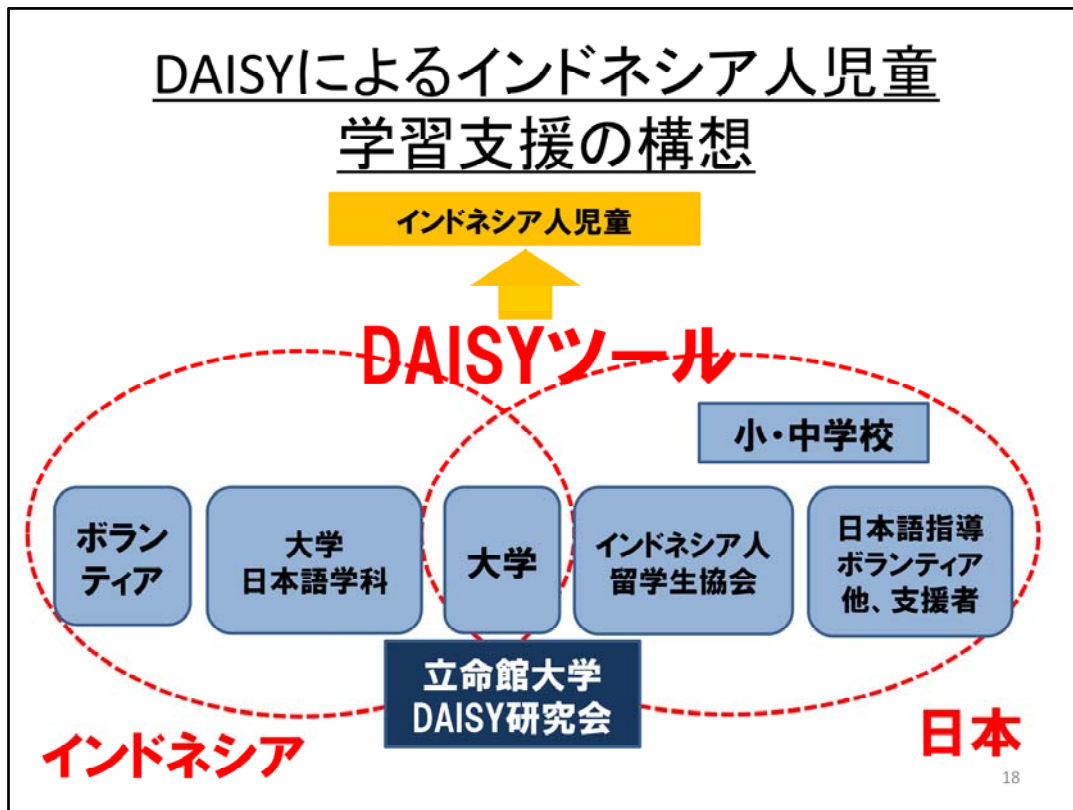 DAISYによるインドネシア人児童
学習支援の構想
インドネシア人児童
DAISYツール
小・中学校
ボラン
ティア
大学
日本語学科
大学
インドネシア人
留学生協会
日本語指導
ボランティア
他、支援者
立命館大学
DAISY研究会
インドネシア
日本
18